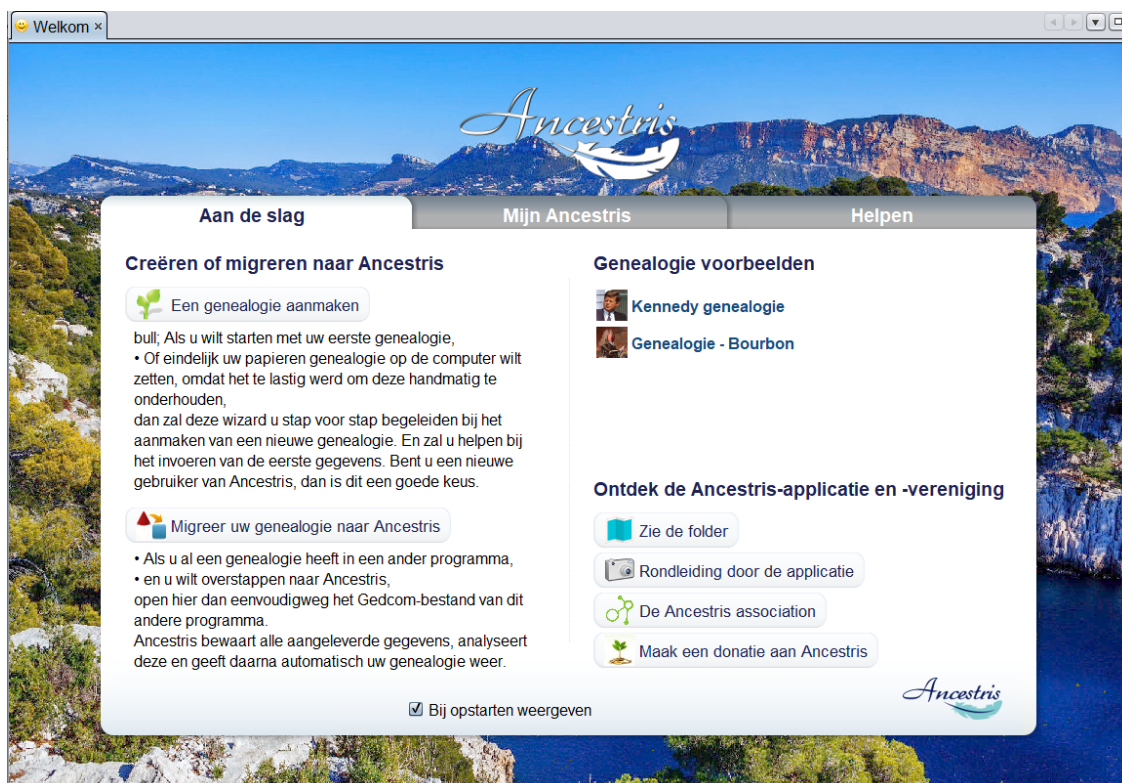 Welkom
Ancestris
Aan de slag
Mijn Ancestris
Helpen
Creëren of migreren naar Ancestris
Een genealogie aanmaken
bull; Als u wilt starten met uw eerste genealogie,
• Of eindelijk uw papieren genealogie op de computer wilt
zetten, omdat het te lastig werd om deze handmatig te
onderhouden,
dan zal deze wizard u stap voor stap begeleiden bij het
aanmaken van een nieuwe genealogie. En zal u helpen bij
het invoeren van de eerste gegevens. Bent u een nieuwe
gebruiker van Ancestris, dan is dit een goede keus.
Migreer uw genealogie naar Ancestris
• Als u al een genealogie heeft in een ander programma,
• en u wilt overstappen naar Ancestris,
open hier dan eenvoudigweg het Gedcom-bestand van dit
andere programma.
Ancestris bewaart alle aangeleverde gegevens, analyseert
deze en geeft daarna automatisch uw genealogie weer.
Genealogie voorbeelden
Kennedy genealogie
Genealogie - Bourbon
Ontdek de Ancestris-applicatie en -vereniging
Zie de folder
Rondleiding door de applicatie
De Ancestris association
Maak een donatie aan Ancestris
Bij opstarten weergeven
Ancestris